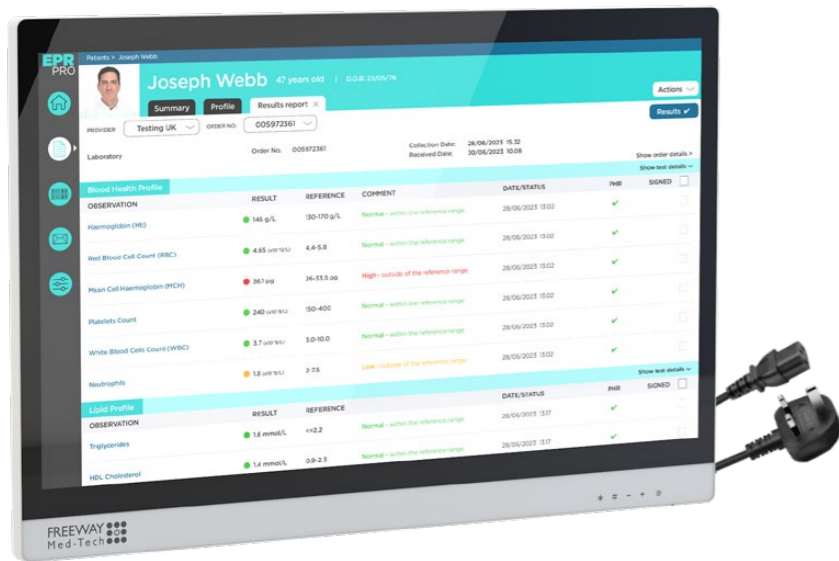 EPR
PRO
Patients > Joseph Webb
Joseph Webb 47 years old | D.O.B: 23/05/76
Summary Profile Results report ×
Actions
PROVIDER Testing UK ORDER NO. 005972361
Results ✔
Laboratory Order No. 005972361 Collection Date: 28/06/2023 15.32
Received Date: 30/06/2023 10.08
Show order details >
Show test details
Blood Health Profile
OBSERVATION RESULT REFERENCE COMMENT DATE/STATUS PHR SIGNED
Haemoglobin (Hb) 146 g/L 130-170 g/L Normal - within the reference range 28/06/2023 13.02 ✔
Red Blood Cell Count (RBC) 4.65 4.4-5.8 Normal - within the reference range 28/06/2023 13.02 ✔
Mean Cell Haemoglobin (MCH) 36.1 pg 26-33.5 pg High - outside of the reference range 28/06/2023 13.02 ✔
Platelets Count 240 150-400 Normal - within the reference range 28/06/2023 13.02 ✔
White Blood Cells Count (WBC) 3.7 3.0-10.0 Normal - within the reference range 28/06/2023 13.02 ✔
Neutrophils 1.8 2-7.5 Low - outside of the reference range 28/06/2023 13.02 ✔
Show test details
Lipid Profile
OBSERVATION RESULT REFERENCE DATE/STATUS PHR SIGNED
Triglycerides 1.6 mmol/L <=2.2 Normal - within the reference range 28/06/2023 13.17 ✔
HDL Cholesterol 1.4 mmol/L 0.9-2.3 Normal - within the reference range 28/06/2023 13.17 ✔
FREEWAY
Med-Tech